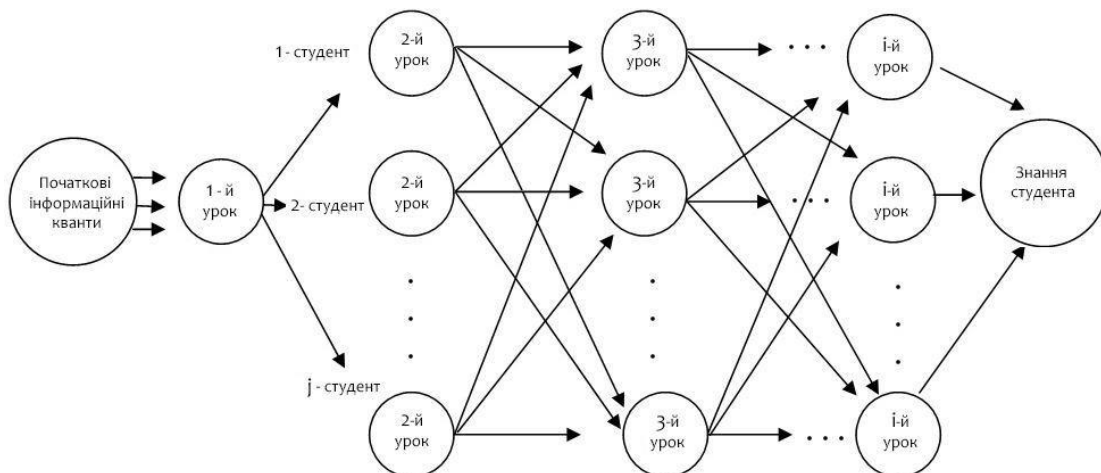 Початкові
інформаційні
кванти
1-й
урок
1- студент
2- студент
j - студент
2-й
урок
2-й
урок
2-й
урок
3-й
урок
3-й
урок
3-й
урок
і-й
урок
і-й
урок
і-й
урок
Знання
студента